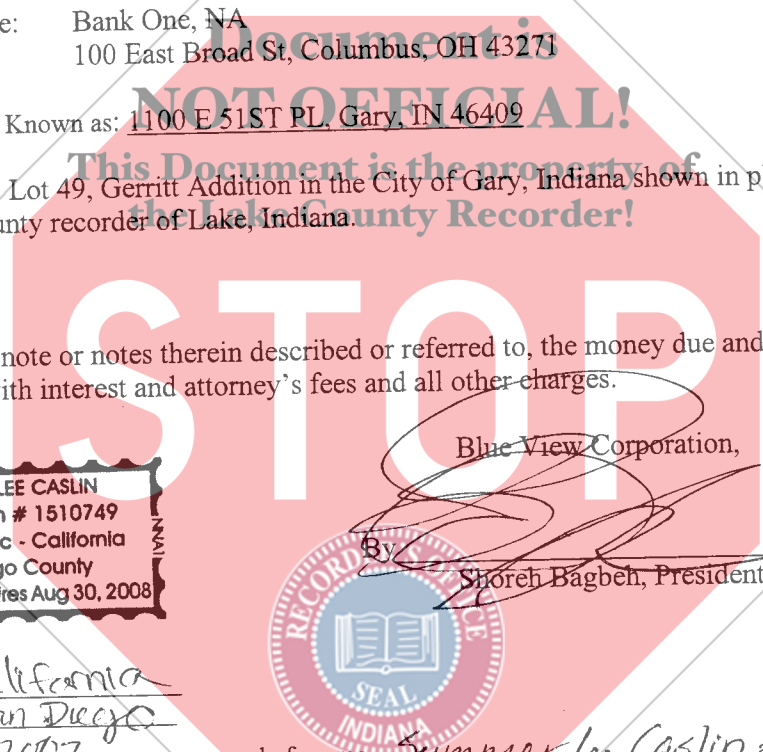 e: Bank One, NA
100 East Broad St, Columbus, OH 43271
Document is
NOT OFFICIAL!
Known as: 1100 E 51ST PL, Gary, IN 46409
This Document is the property of
the Lake County Recorder!
Lot 49, Gerritt Addition in the City of Gary, Indiana shown in p
unty recorder of Lake, Indiana.
STOP
note or notes therein described or referred to, the money due and
ith interest and attorney's fees and all other charges.
Blue View Corporation,
LEE CASLIN
# 1510749
c - California
go County
res Aug 30, 2008
By
Shoreh Bagbeh, President
RECORDER'S OFFICE
SEAL
INDIANA
lifornia
an Diego
Caslin